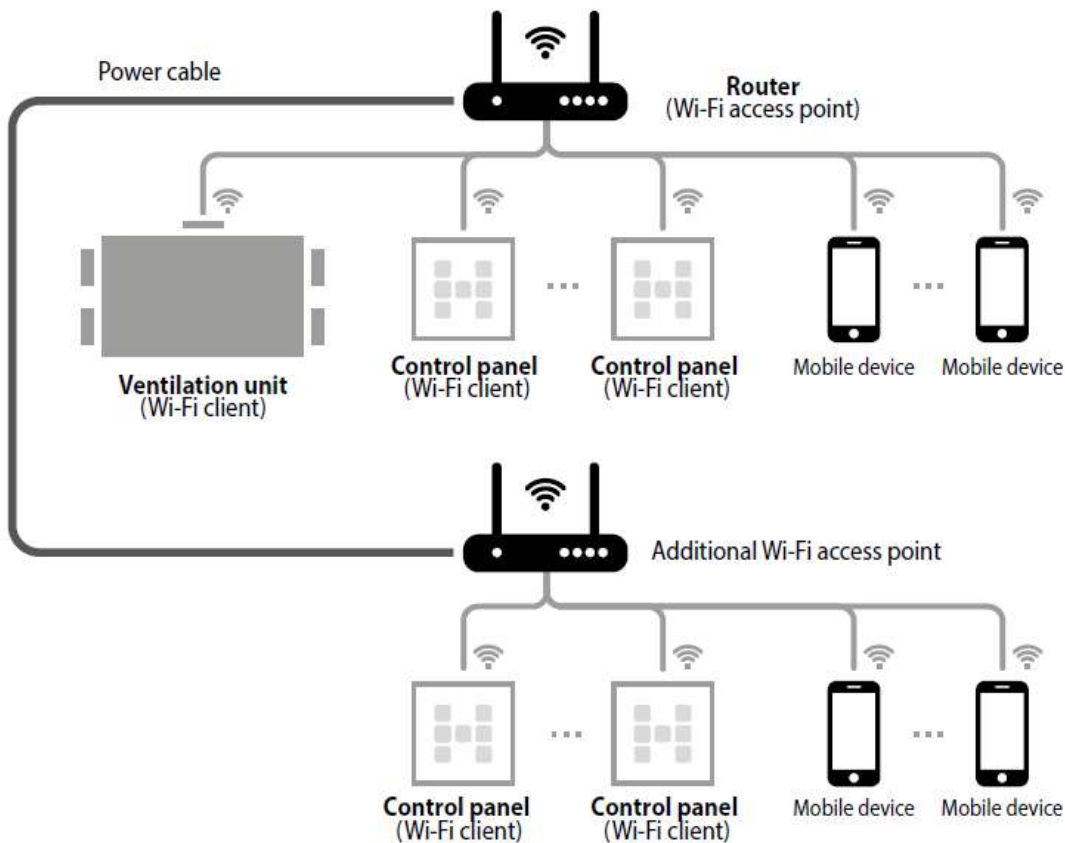 Power cable
Router
(Wi-Fi access point)
Ventilation unit
(Wi-Fi client)
Control panel
(Wi-Fi client)
Control panel
(Wi-Fi client)
Mobile device
Mobile device
Additional Wi-Fi access point
Control panel
(Wi-Fi client)
Control panel
(Wi-Fi client)
Mobile device
Mobile device